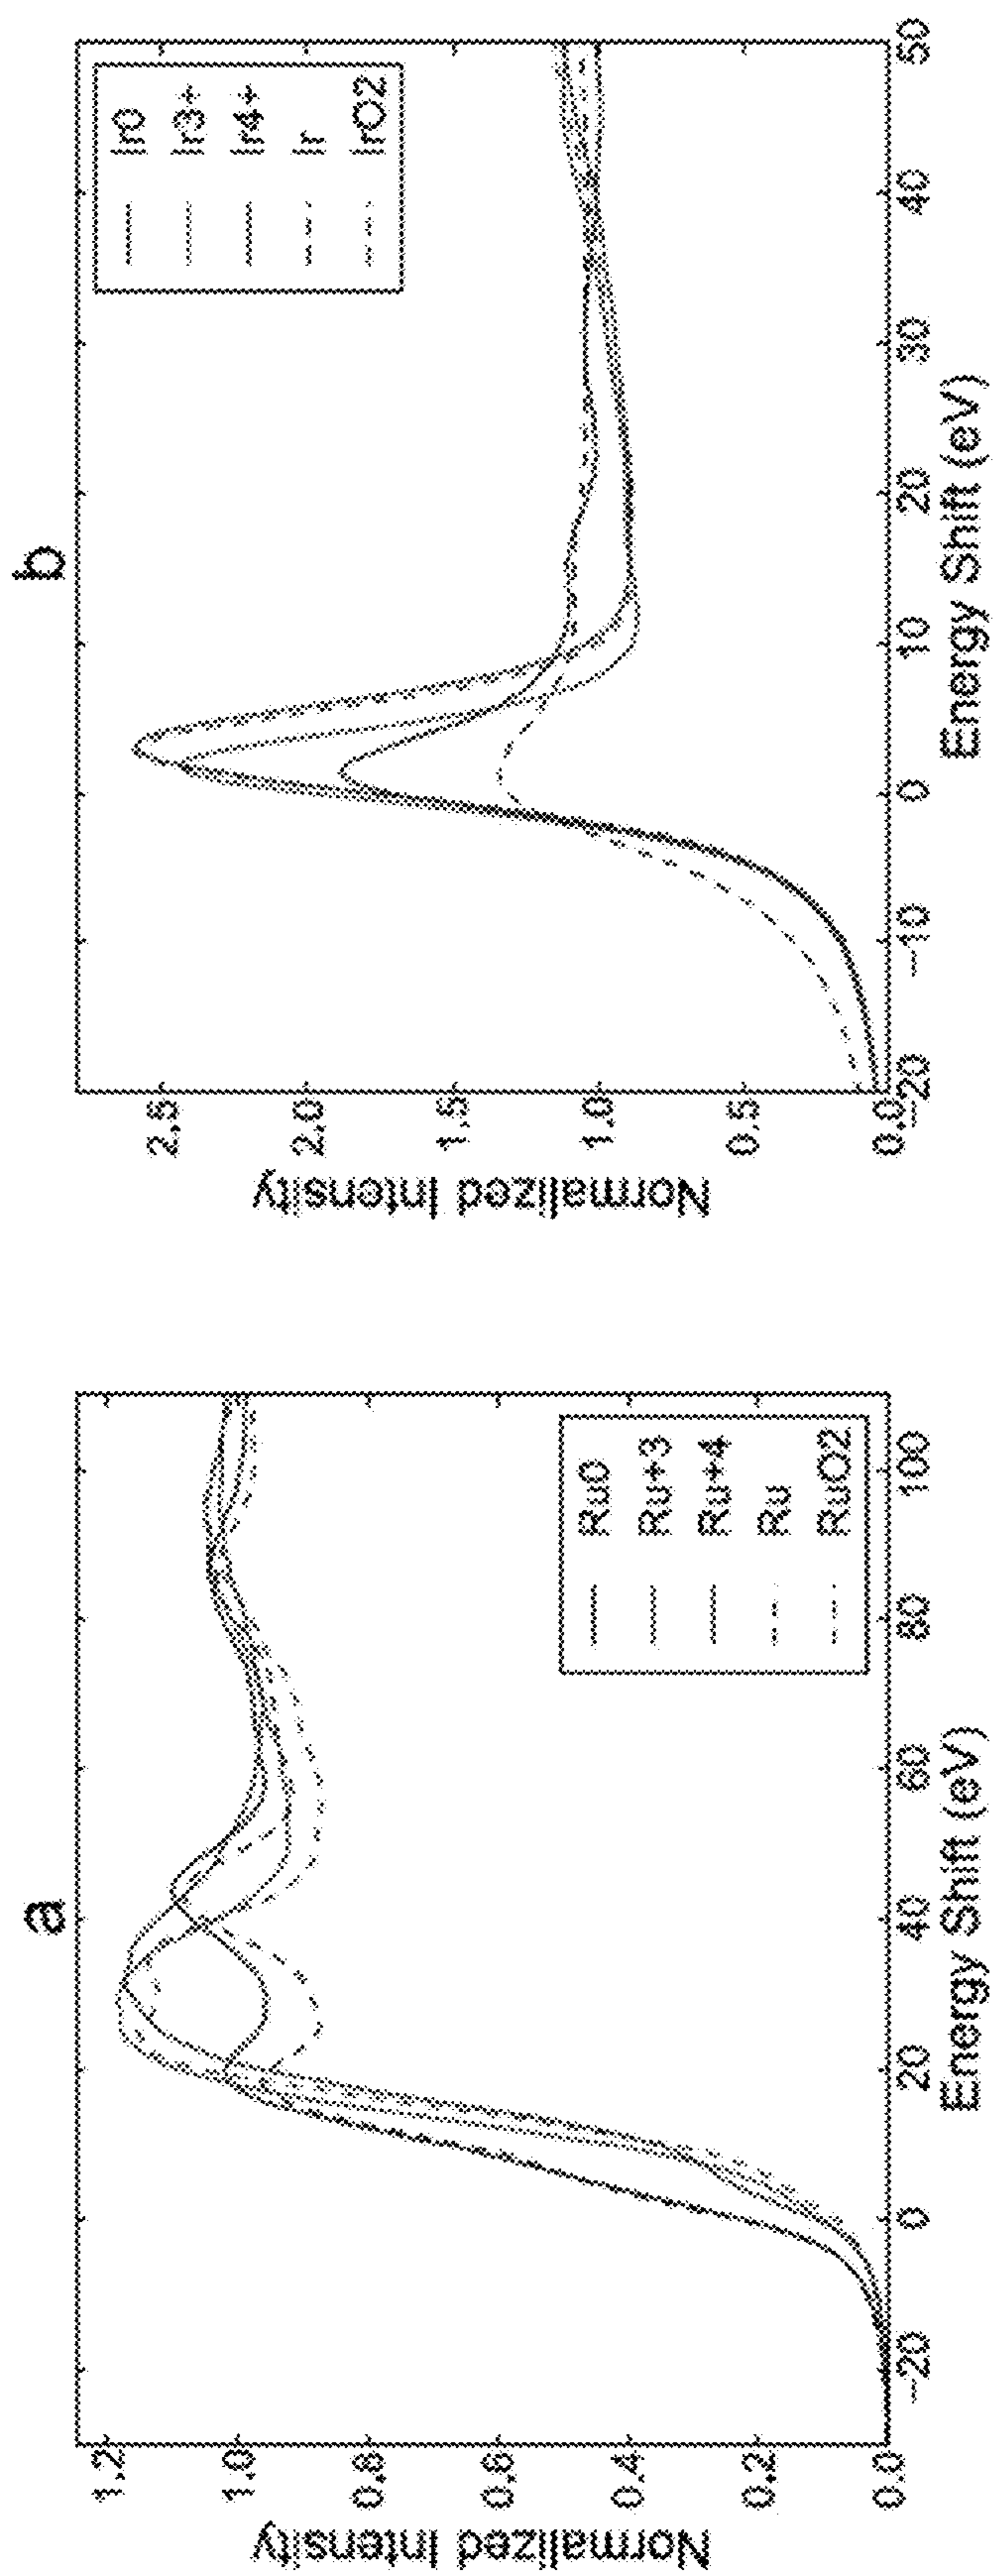 a
Normalized Intensity
1.2
1.0
0.8
0.6
0.4
0.2
0.0
−20
0
20
40
60
80
100
Energy Shift (eV)
Ru0
Ru+3
Ru+4
Ru
RuO2
b
Normalized Intensity
2.5
2.0
1.5
1.0
0.5
0.0
−20
−10
0
10
20
30
40
50
Energy Shift (eV)
Ir0
Ir3+
Ir4+
Ir
IrO2